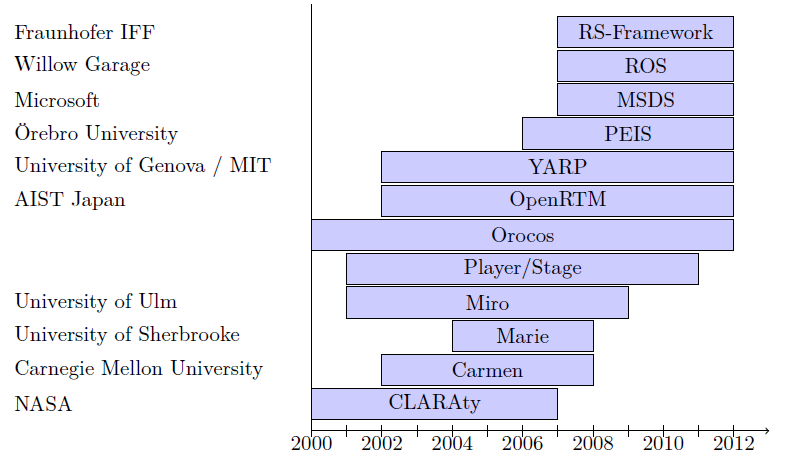 Fraunhofer IFF RS-Framework
Willow Garage ROS
Microsoft MSDS
Örebro University PEIS
University of Genova / MIT YARP
AIST Japan OpenRTM
Orocos
Player/Stage
University of Ulm Miro
University of Sherbrooke Marie
Carnegie Mellon University Carmen
NASA CLARAty
2000 2002 2004 2006 2008 2010 2012